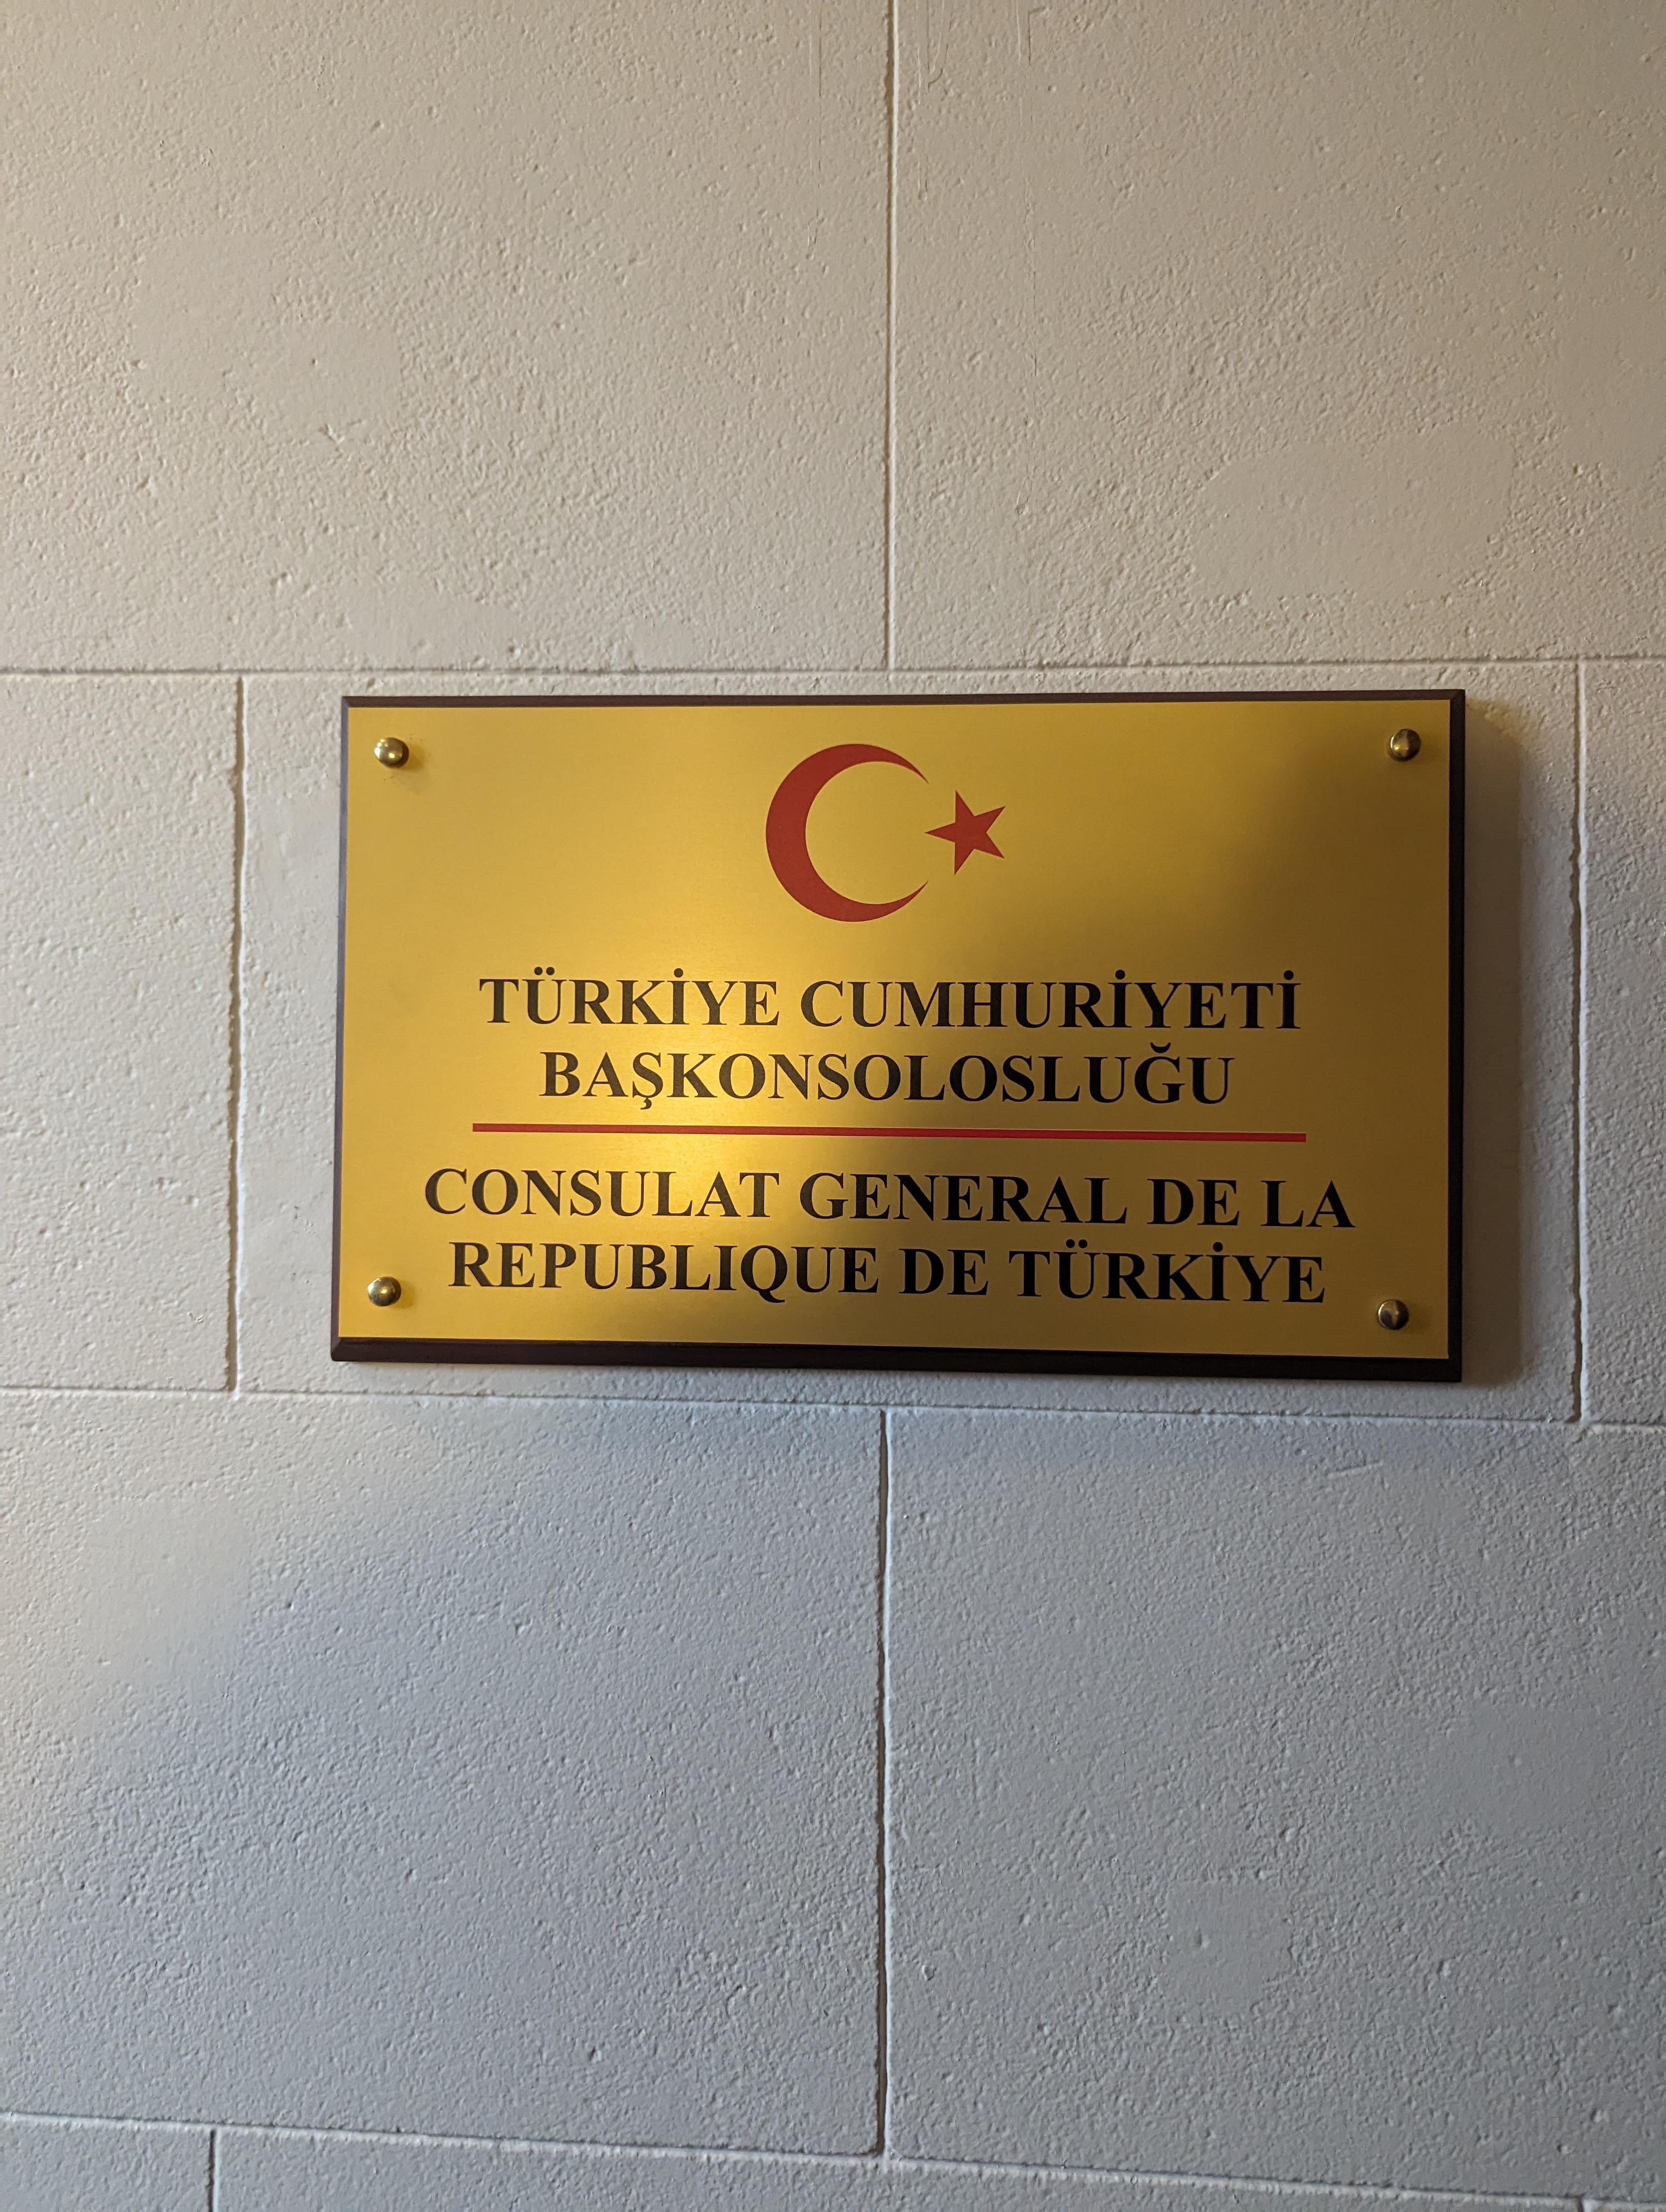 TÜRKİYE CUMHURİYETİ
BAŞKONSOLOSLUĞU
CONSULAT GENERAL DE LA
REPUBLIQUE DE TÜRKİYE